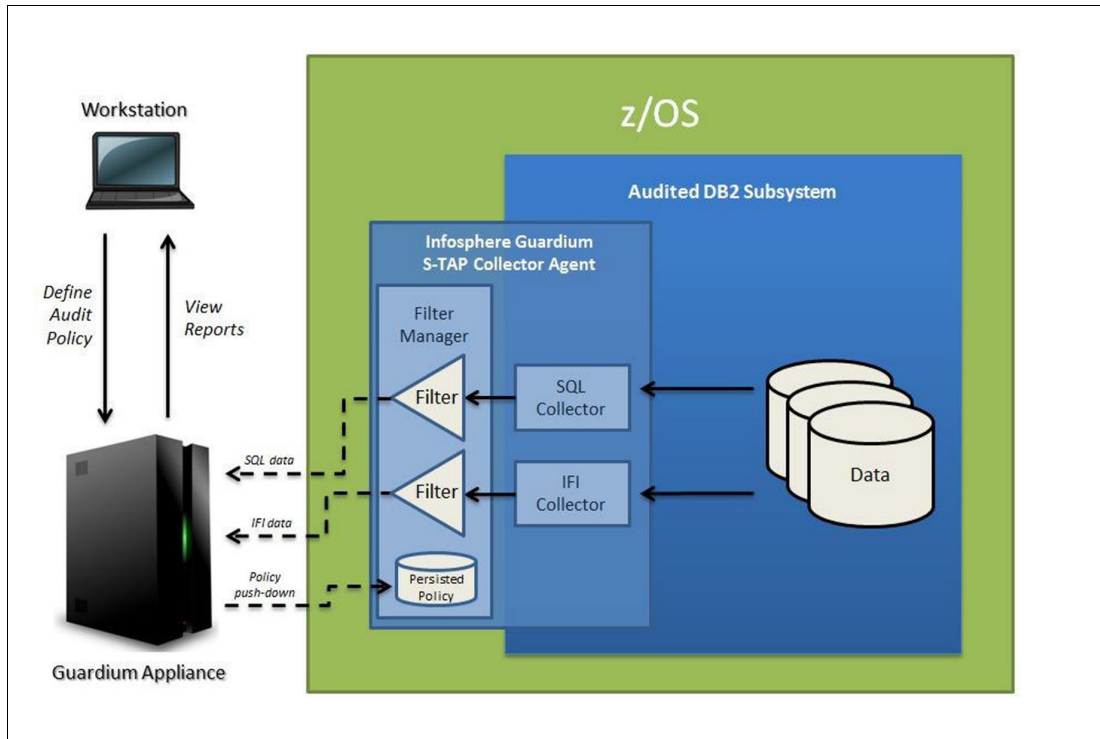 z/OS
Workstation
Audited DB2 Subsystem
Infosphere Guardium
S-TAP Collector Agent
Define
Audit
Policy
View
Reports
Filter
Manager
Filter
SQL
Collector
SQL data
Filter
IFI
Collector
Data
IFI data
Policy
push-down
Persisted
Policy
Guardium Appliance